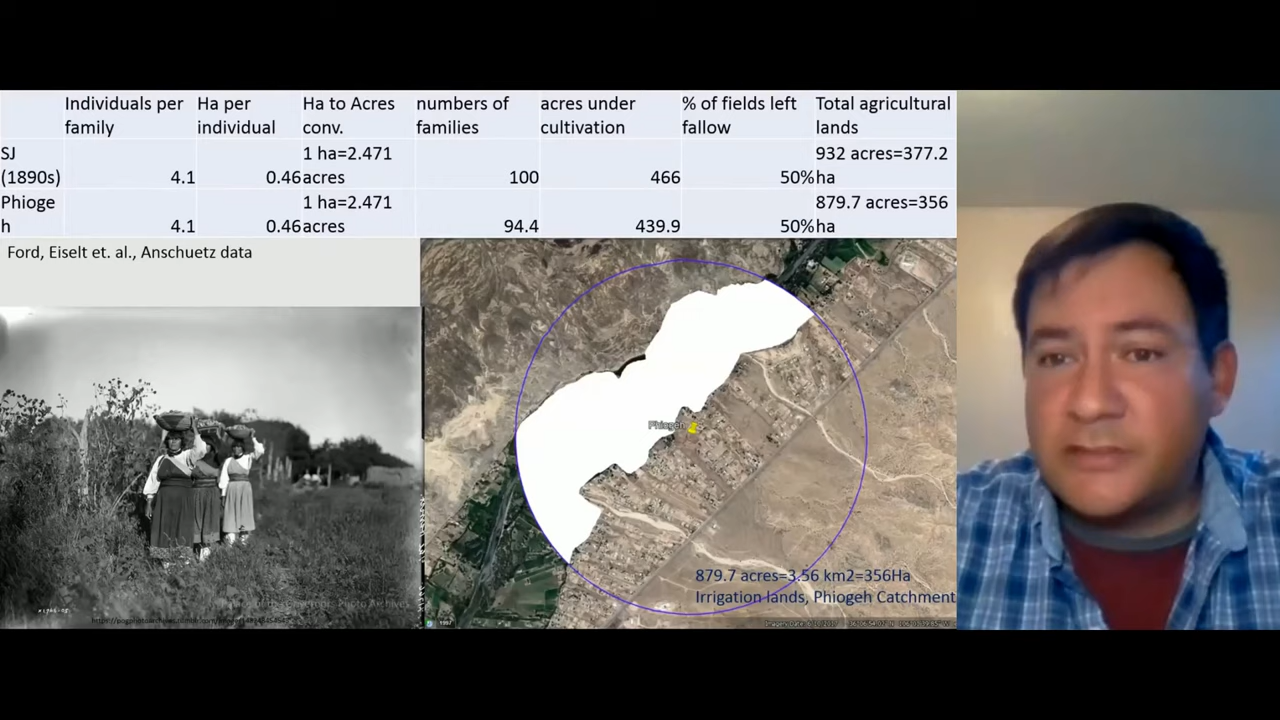 Individuals per family
Ha per individual
Ha to Acres conv.
numbers of families
acres under cultivation
% of fields left fallow
Total agricultural lands
SJ (1890s)
4.1
0.46
1 ha=2.471 acres
100
466
50%
932 acres=377.2 ha
Phiogeh
4.1
0.46
1 ha=2.471 acres
94.4
439.9
50%
879.7 acres=356 ha
Ford, Eiselt et. al., Anschuetz data
Phiogeh
879.7 acres=3.56 km2=356Ha
Irrigation lands, Phiogeh Catchment
1997